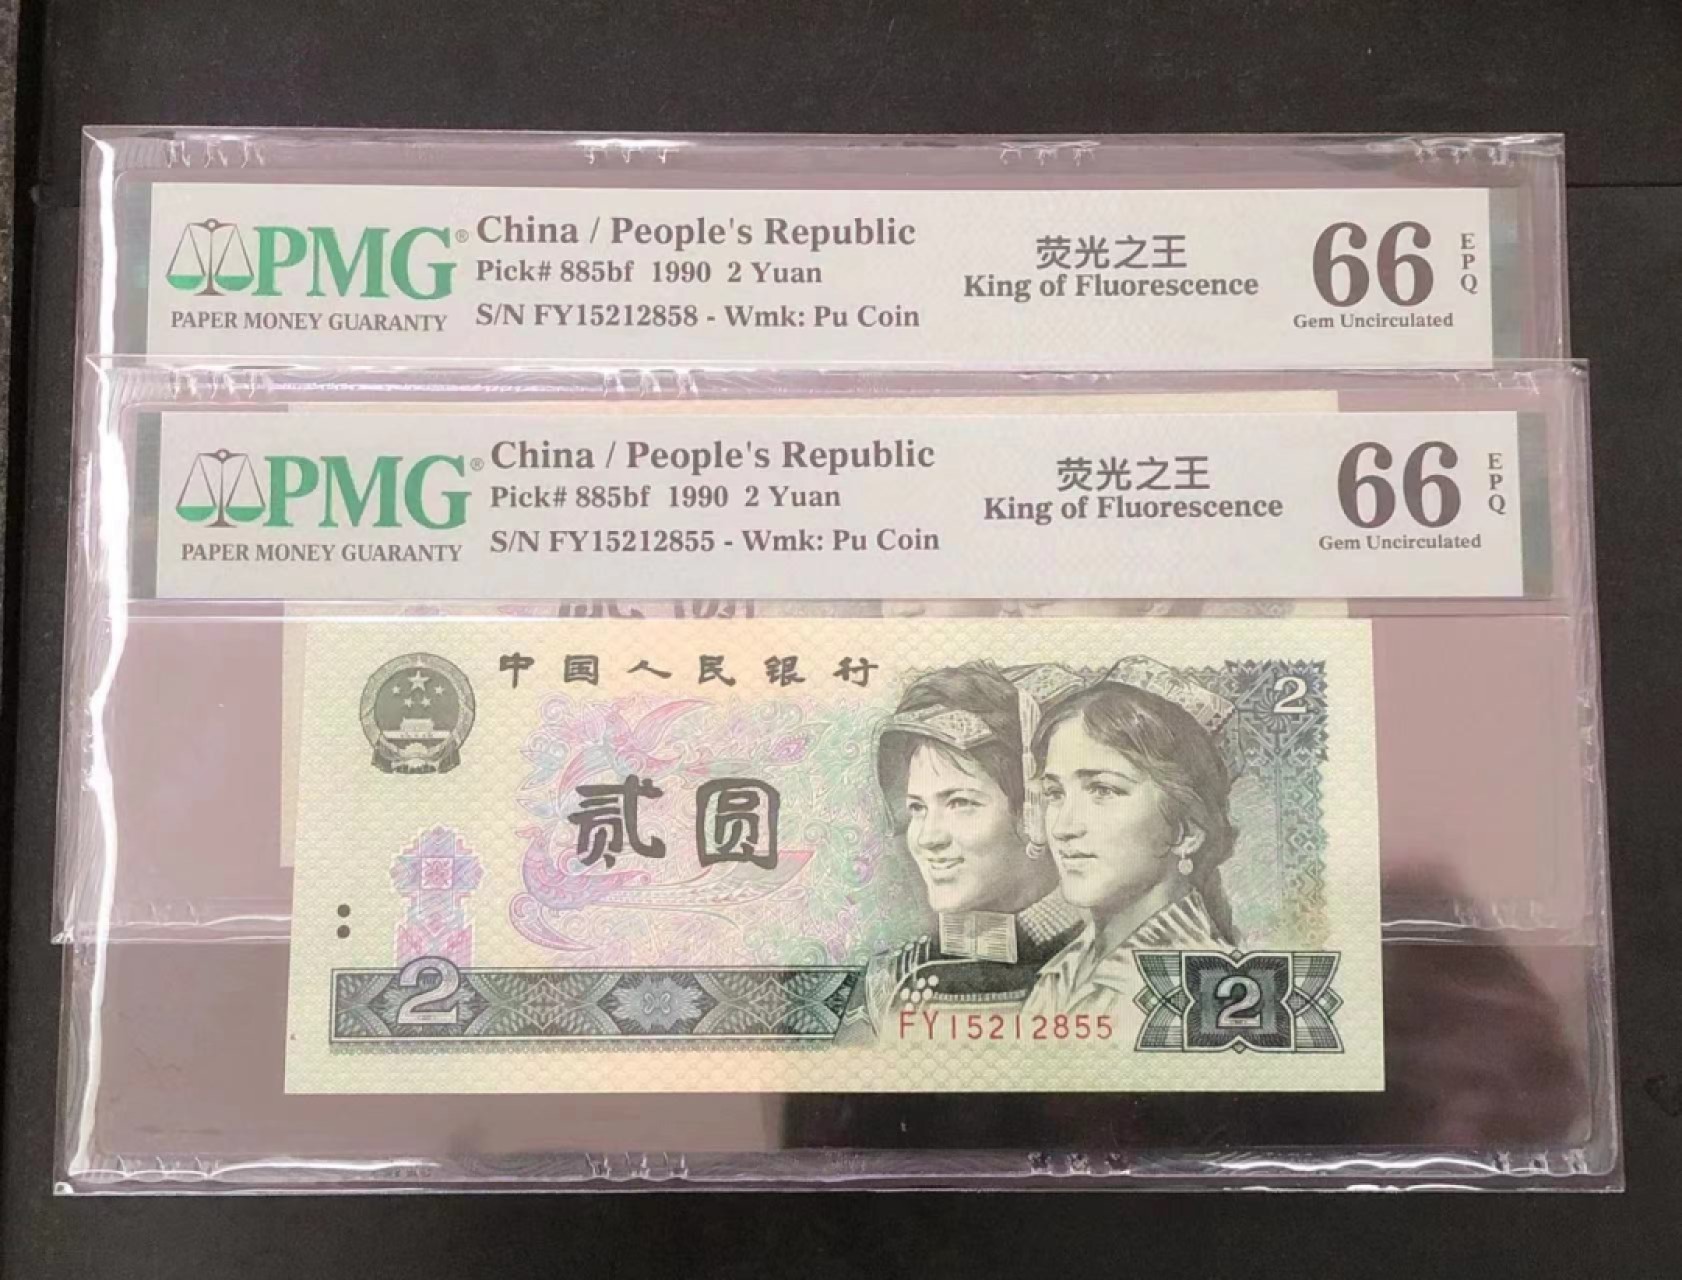 PMG®
PAPER MONEY GUARANTY
China / People's Republic
Pick# 885bf 1990 2 Yuan
S/N FY15212858 - Wmk: Pu Coin
荧光之王
King of Fluorescence
66
EPQ
Gem Uncirculated
PMG®
PAPER MONEY GUARANTY
China / People's Republic
Pick# 885bf 1990 2 Yuan
S/N FY15212855 - Wmk: Pu Coin
荧光之王
King of Fluorescence
66
EPQ
Gem Uncirculated
中国人民银行
2
贰圆
2
2
FY15212855